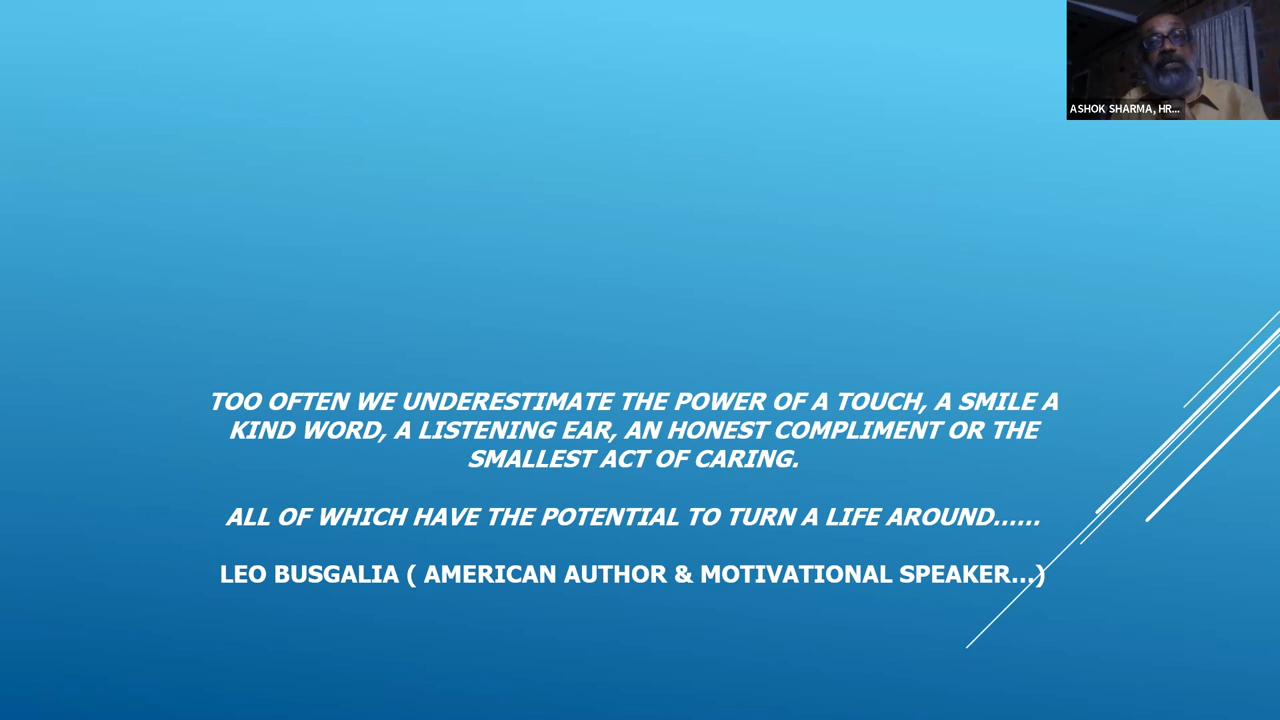 ASHOK SHARMA, HR...
TOO OFTEN WE UNDERESTIMATE THE POWER OF A TOUCH, A SMILE A
KIND WORD, A LISTENING EAR, AN HONEST COMPLIMENT OR THE
SMALLEST ACT OF CARING.
ALL OF WHICH HAVE THE POTENTIAL TO TURN A LIFE AROUND......
LEO BUSGALIA ( AMERICAN AUTHOR & MOTIVATIONAL SPEAKER...)